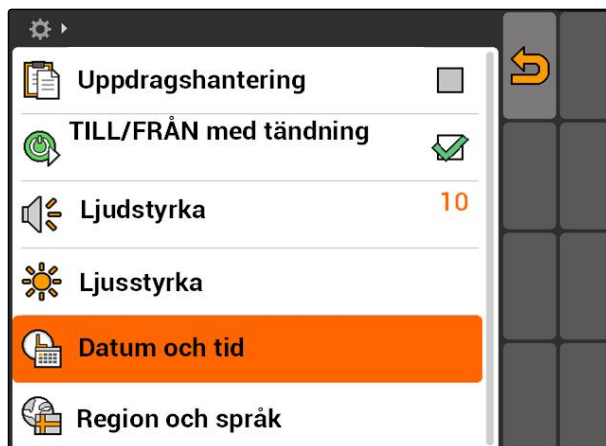 Uppdragshantering
TILL/FRÅN med tändning
Ljudstyrka 10
Ljusstyrka
Datum och tid
Region och språk